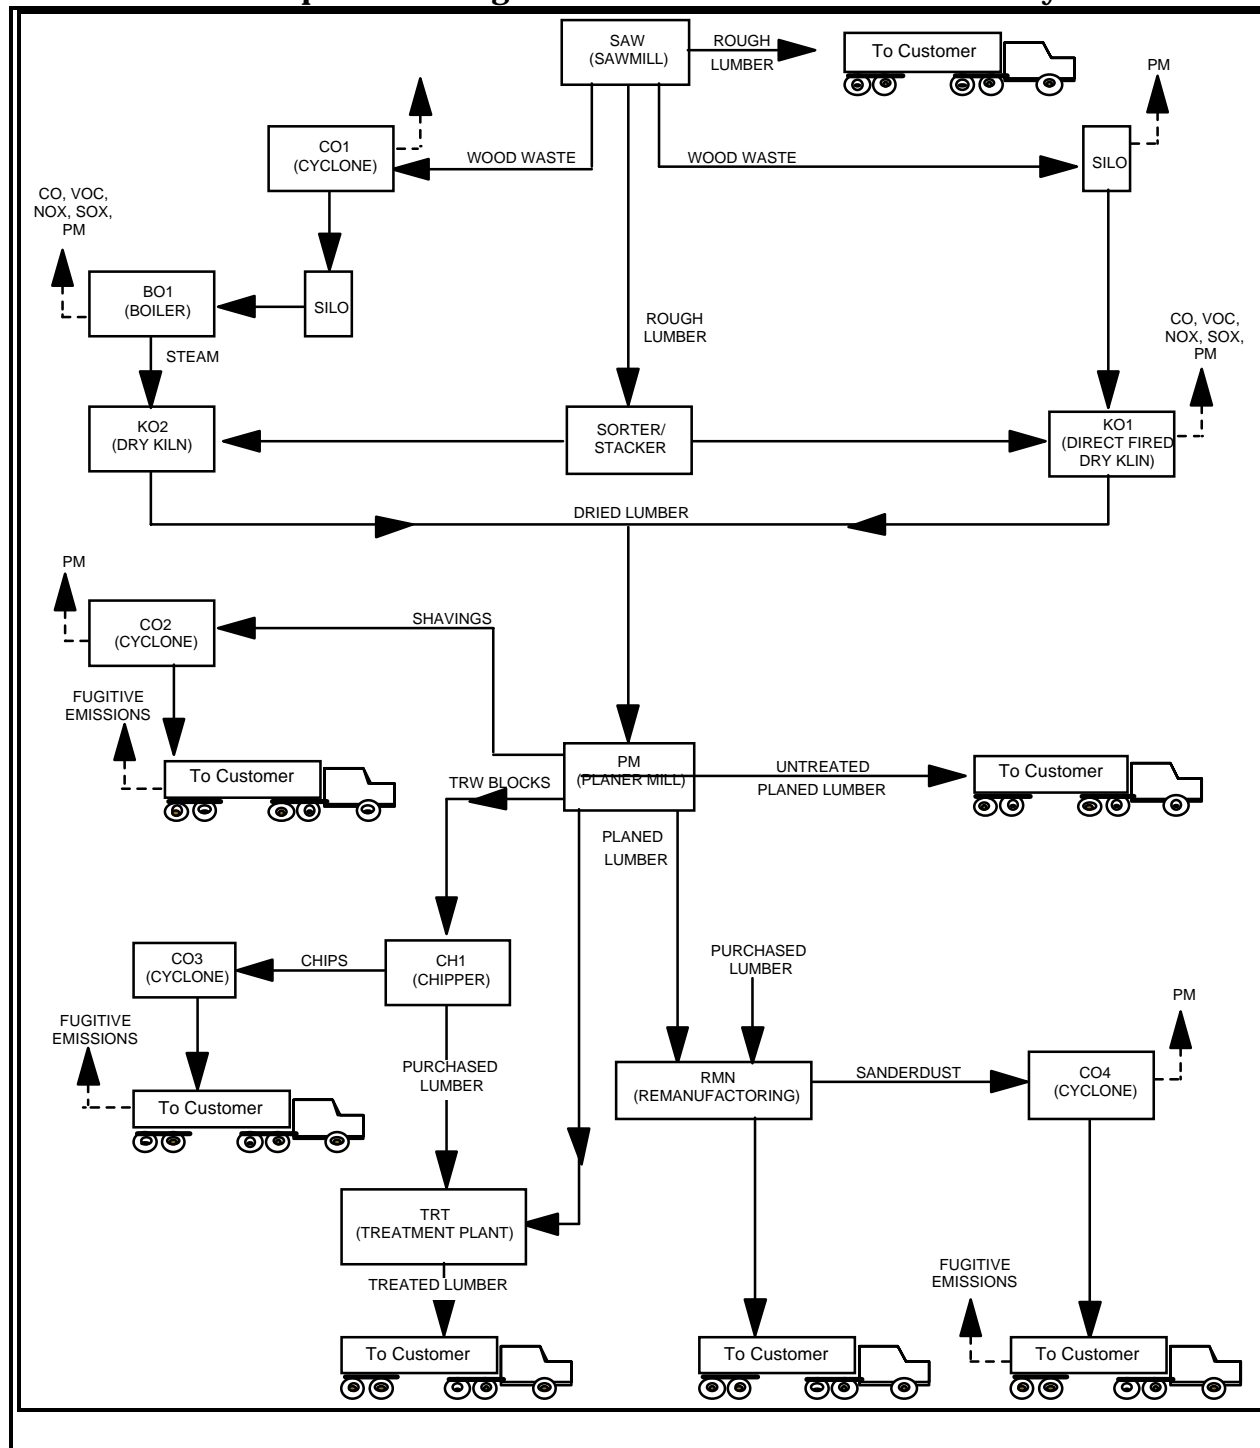 SAW
(SAWMILL)
ROUGH
LUMBER
To Customer
PM
CO1
(CYCLONE)
WOOD WASTE
WOOD WASTE
SILO
CO, VOC,
NOX, SOX,
PM
BO1
(BOILER)
SILO
STEAM
ROUGH
LUMBER
CO, VOC,
NOX, SOX,
PM
KO2
(DRY KILN)
SORTER/
STACKER
KO1
(DIRECT FIRED
DRY KLIN)
DRIED LUMBER
PM
CO2
(CYCLONE)
SHAVINGS
FUGITIVE
EMISSIONS
To Customer
TRW BLOCKS
PM
(PLANER MILL)
UNTREATED
PLANED LUMBER
To Customer
PLANED
LUMBER
CO3
(CYCLONE)
CHIPS
CH1
(CHIPPER)
PURCHASED
LUMBER
PM
FUGITIVE
EMISSIONS
To Customer
PURCHASED
LUMBER
RMN
(REMANUFACTORING)
SANDERDUST
CO4
(CYCLONE)
TRT
(TREATMENT PLANT)
TREATED LUMBER
To Customer
To Customer
FUGITIVE
EMISSIONS
To Customer